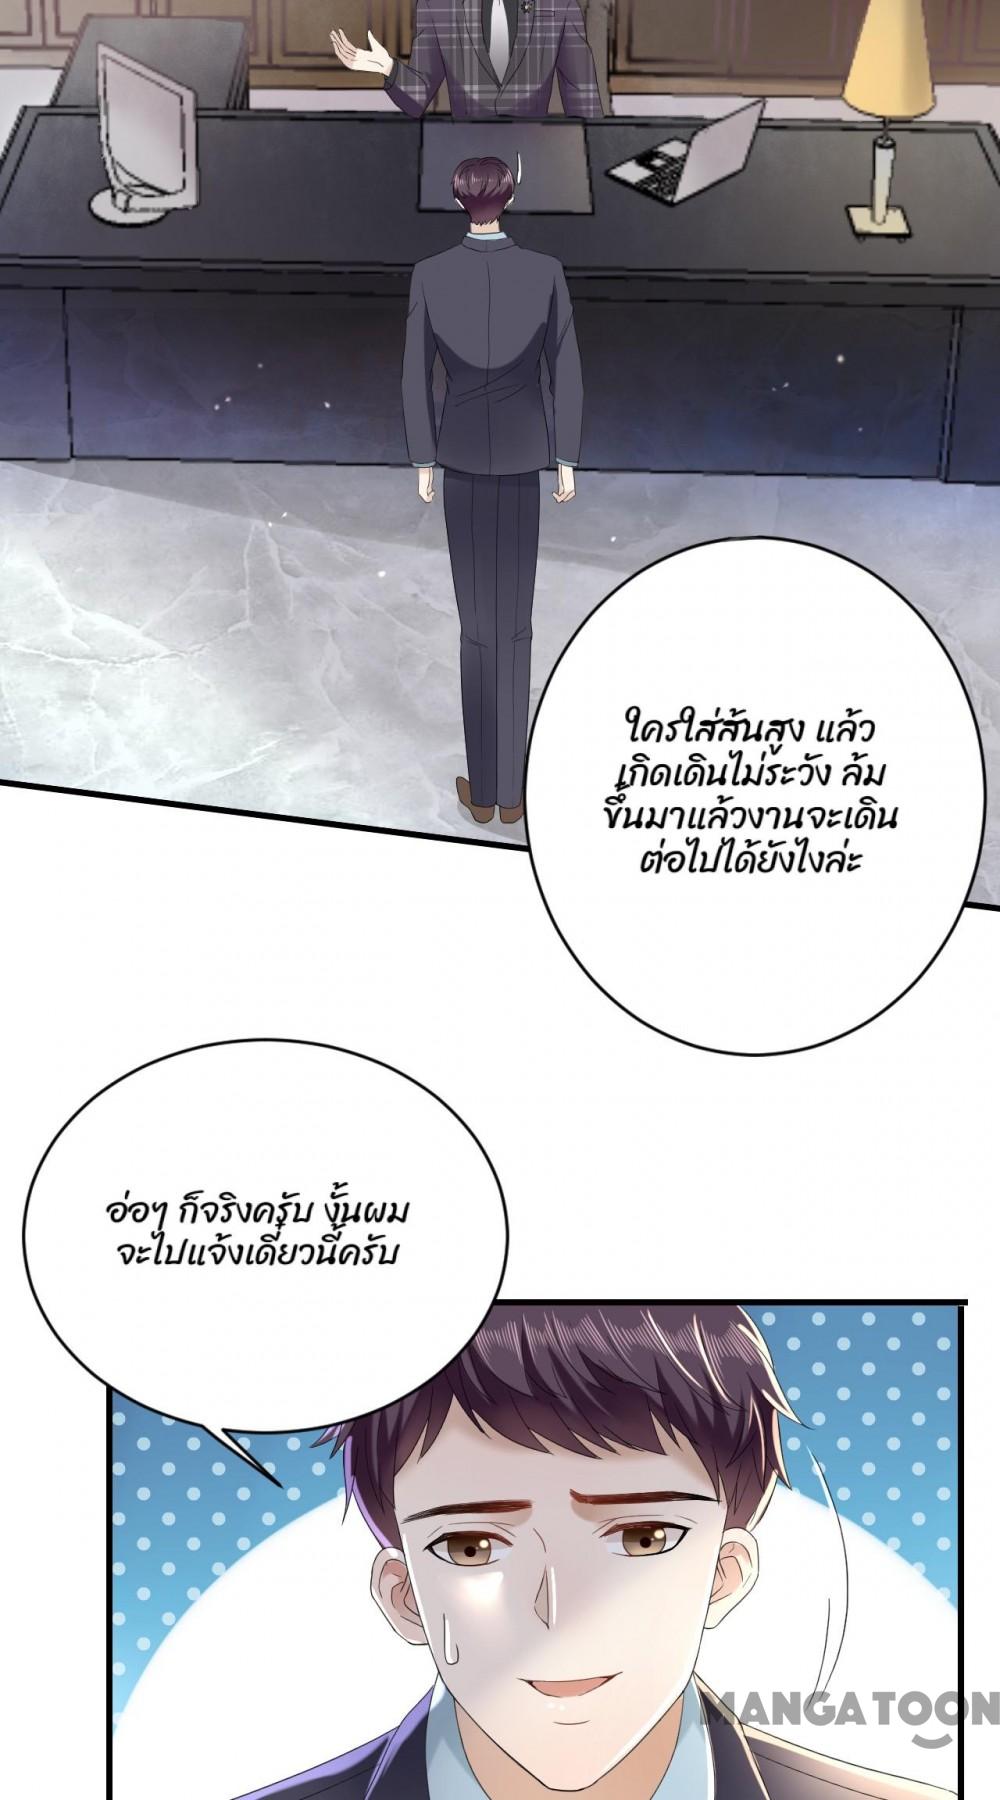 ใครใส่ส้นสูง แล้ว
เกิดเดินไม่ระวัง ล้ม
ขึ้นมาแล้วงานจะเดิน
ต่อไปได้ยังไงล่ะ
อ่อๆ ก็จริงครับ งั้นผม
จะไปแจ้งเดี๋ยวนี้ครับ
MANGATOON
HTTP://MANGATOON.MOBI